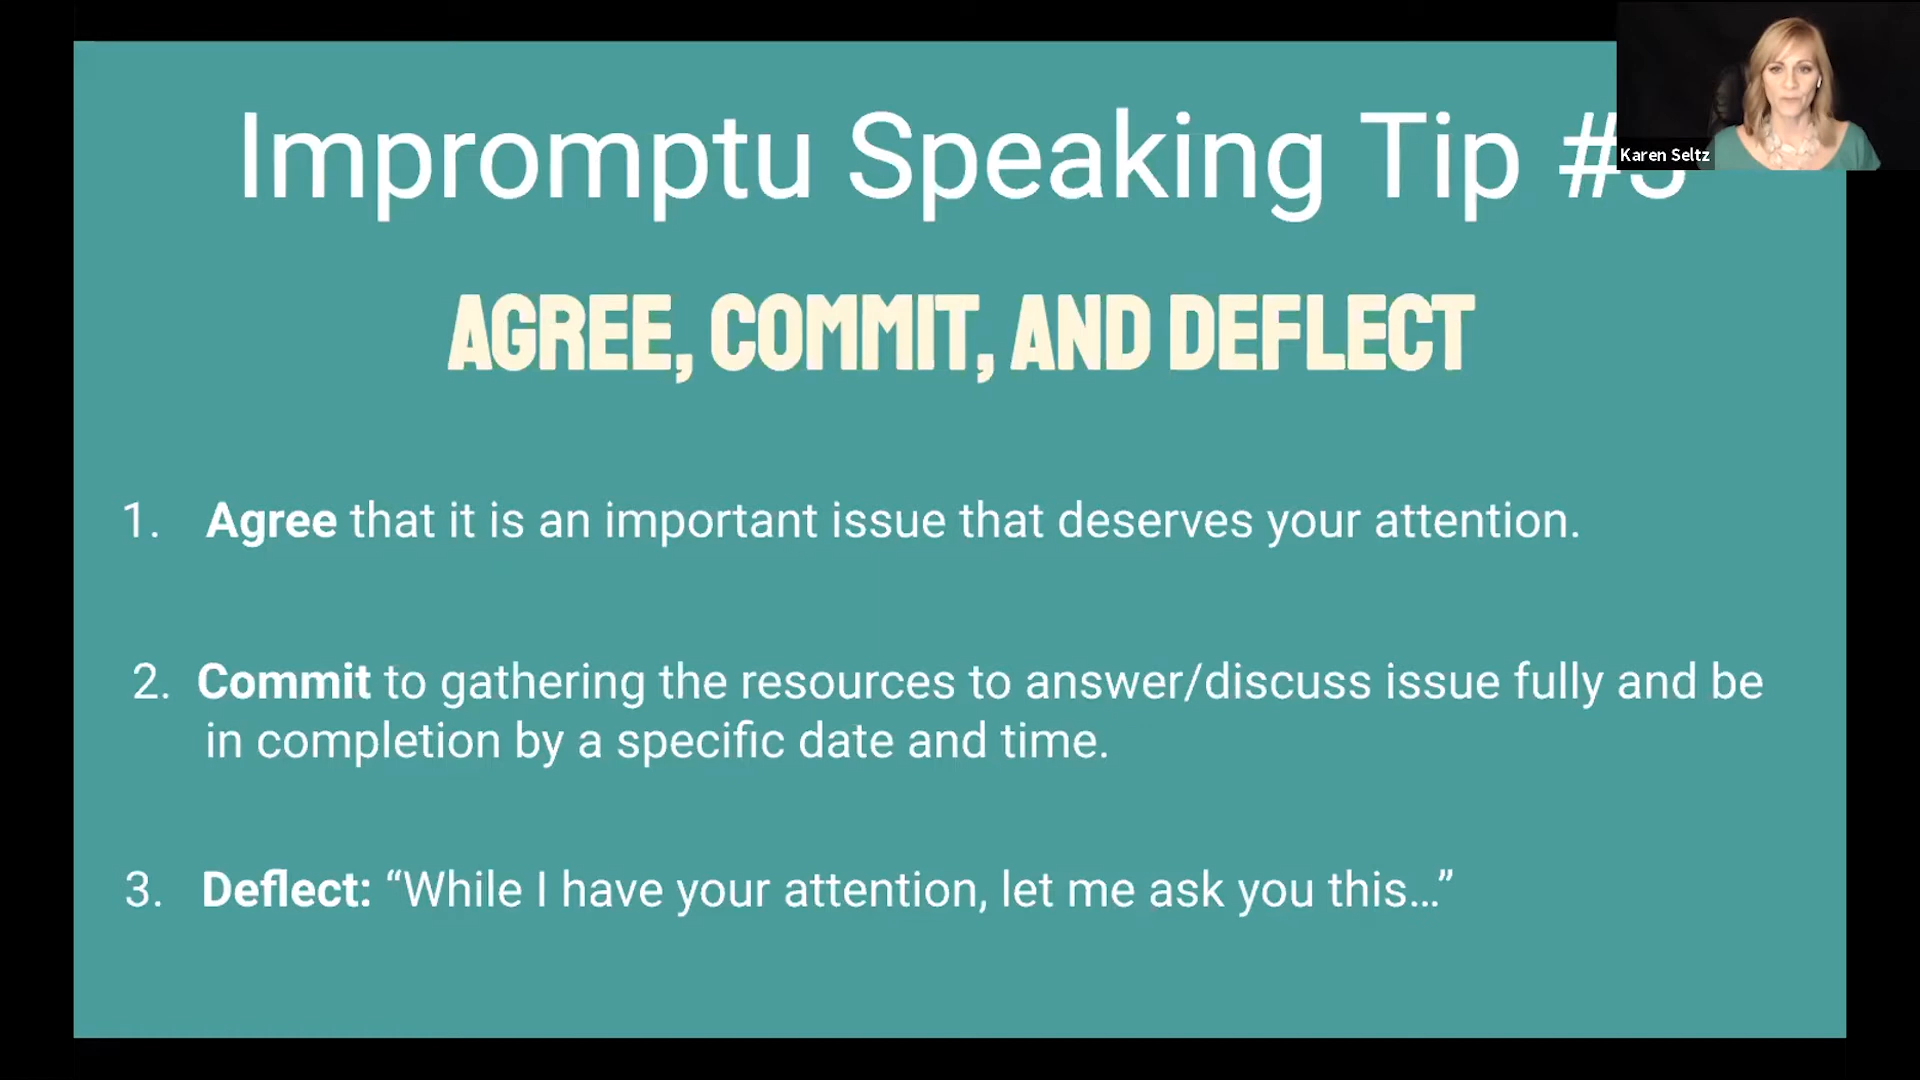 Impromptu Speaking Tip #
Karen Seltz
AGREE, COMMIT, AND DEFLECT
1. Agree that it is an important issue that deserves your attention.
2. Commit to gathering the resources to answer/discuss issue fully and be
in completion by a specific date and time.
3. Deflect: “While I have your attention, let me ask you this…”